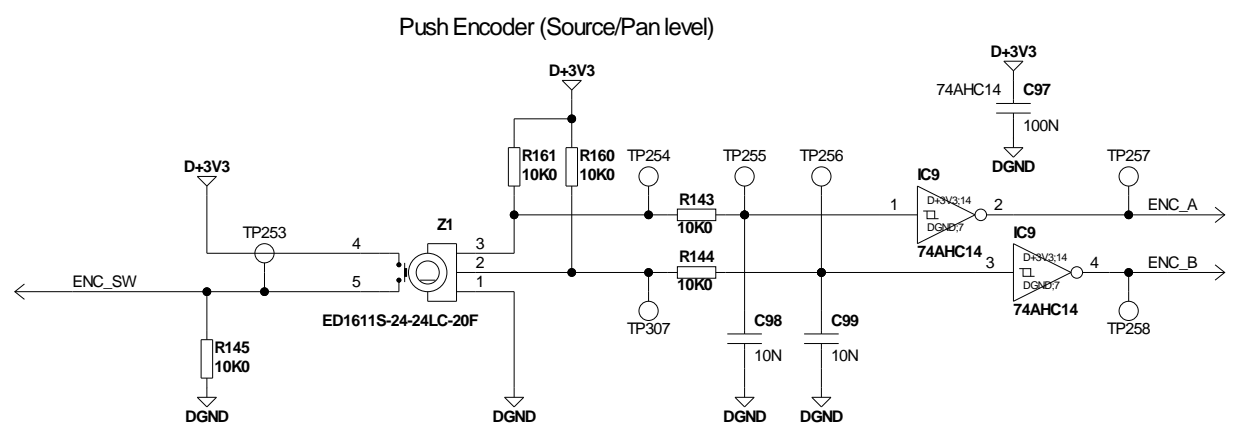 Push Encoder (Source/Pan level)
D+3V3
74AHC14 C97
100N
DGND
D+3V3
R161 R160
10K0 10K0
D+3V3
TP254 TP255 TP256 TP257
IC9
R143
1 D+3V3;14 2 ENC_A
10K0
DGND;7
74AHC14
TP253
4 Z1 3
IC9
R144
2 3 D+3V3;14 4 ENC_B
10K0
DGND;7
74AHC14
ENC_SW 5 1
ED1611S-24-24LC-20F
TP307 TP258
R145
10K0
C98 C99
10N 10N
DGND DGND DGND DGND